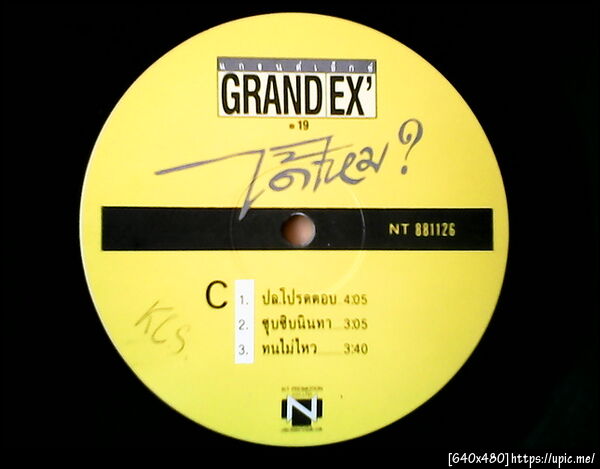 แกรนด์เอ็กซ์
GRAND EX'
19
ได้ไหม?
NT 881126
C
1. ปล.โปรดตอบ 4:05
2. ซุบซิบนินทา 3:05
3. ทนไม่ไหว 3:40
KCS
N
[640x480]https://upic.me/